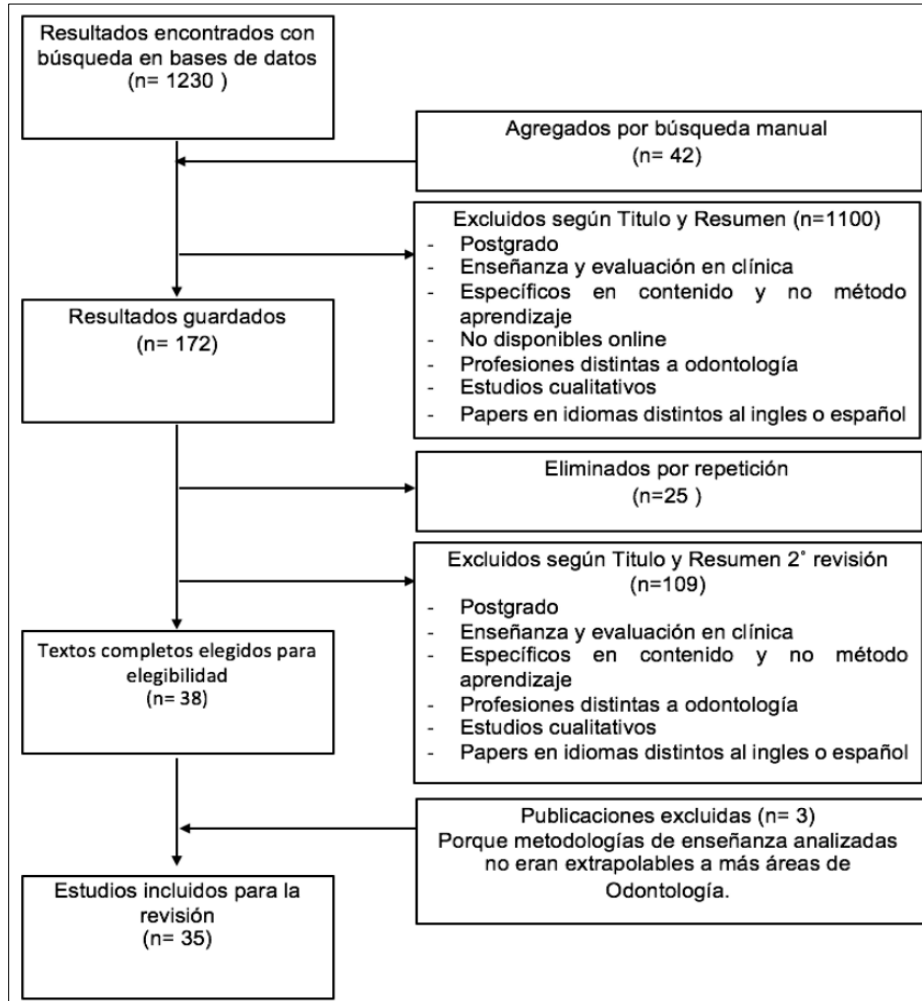 Resultados encontrados con
búsqueda en bases de datos
(n= 1230 )
Agregados por búsqueda manual
(n= 42)
Excluidos según Titulo y Resumen (n=1100)
- Postgrado
- Enseñanza y evaluación en clínica
- Específicos en contenido y no método
aprendizaje
- No disponibles online
- Profesiones distintas a odontología
- Estudios cualitativos
- Papers en idiomas distintos al ingles o español
Resultados guardados
(n= 172)
Eliminados por repetición
(n=25 )
Excluidos según Titulo y Resumen 2˚ revisión
(n=109)
- Postgrado
- Enseñanza y evaluación en clínica
- Específicos en contenido y no método
aprendizaje
- Profesiones distintas a odontología
- Estudios cualitativos
- Papers en idiomas distintos al ingles o español
Textos completos elegidos para
elegibilidad
(n= 38)
Publicaciones excluidas (n= 3)
Porque metodologías de enseñanza analizadas
no eran extrapolables a más áreas de
Odontología.
Estudios incluidos para la
revisión
(n= 35)